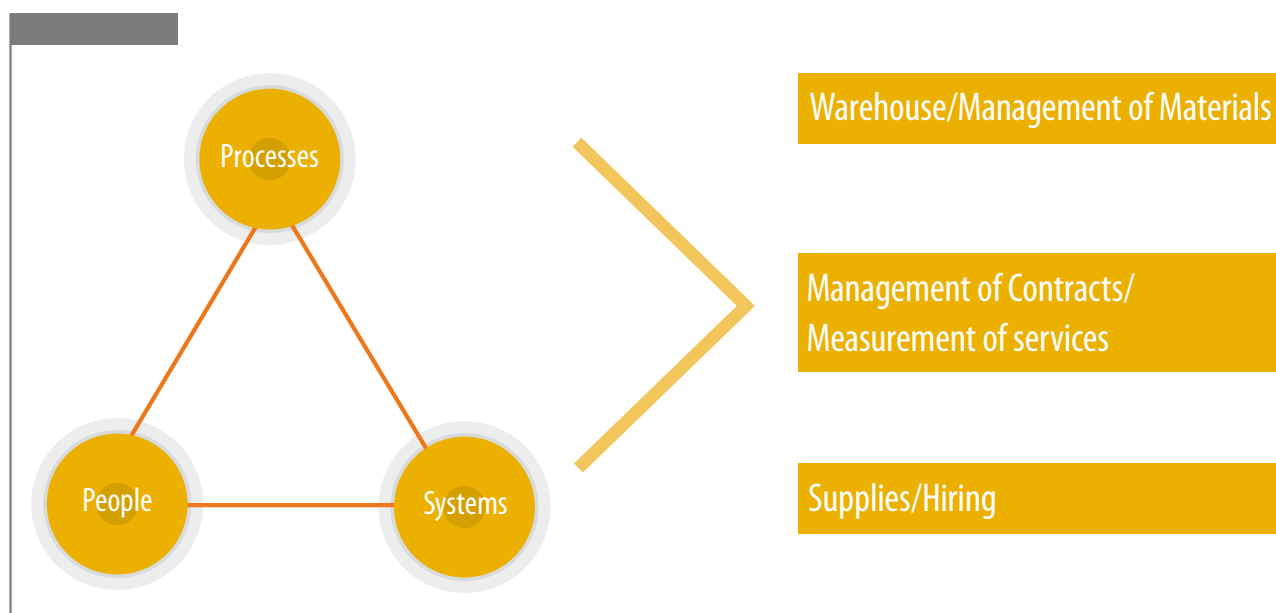 Processes
People
Systems
Warehouse/Management of Materials
Management of Contracts/
Measurement of services
Supplies/Hiring